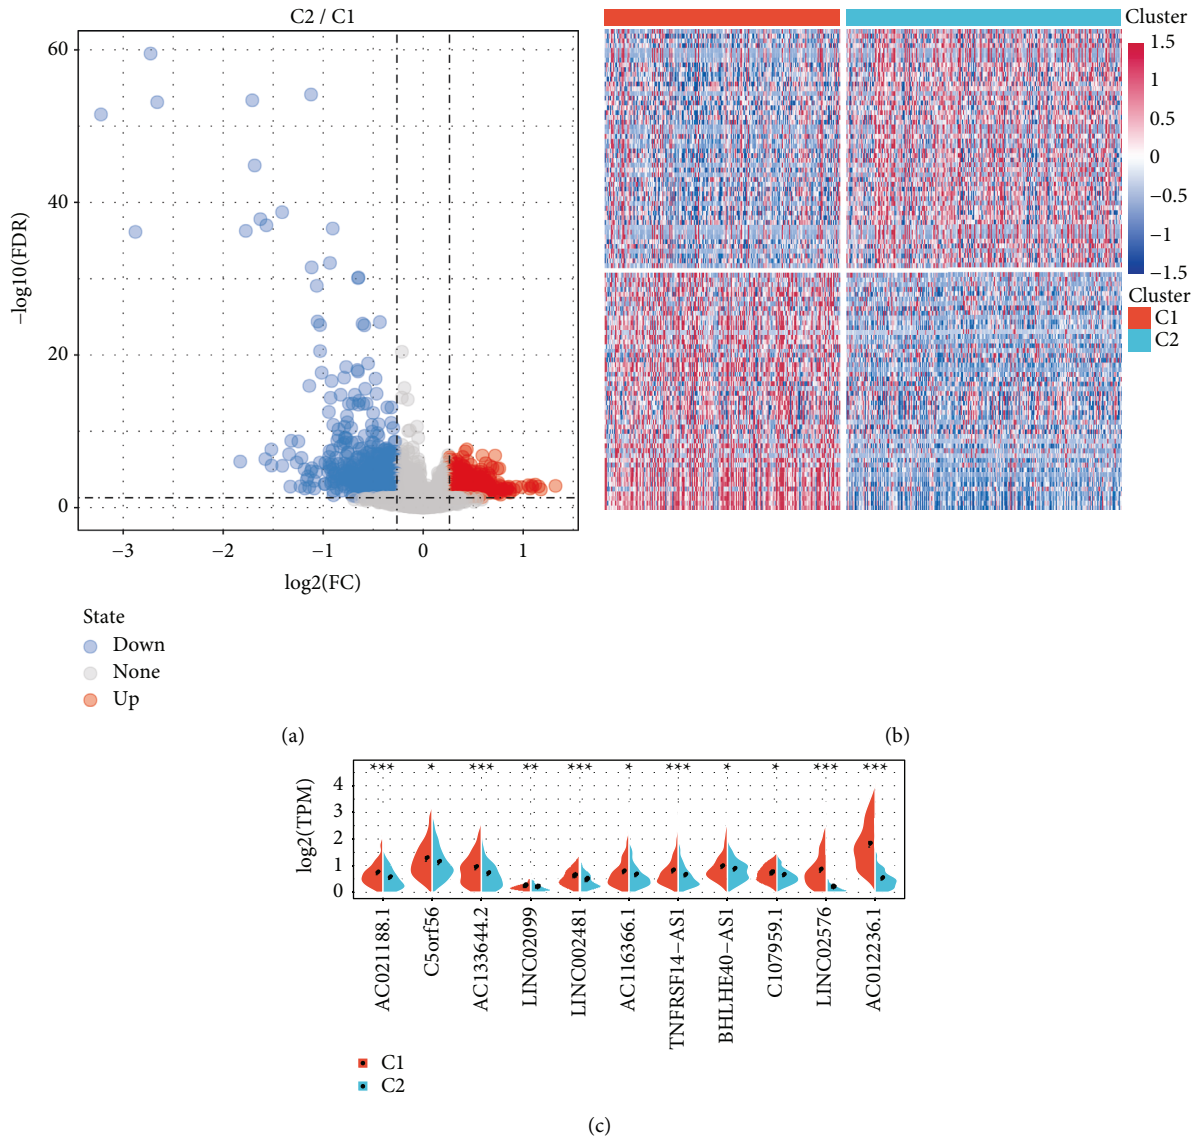 C2 / C1
60
40
20
0
−log10(FDR)
−3
−2
−1
0
1
log2(FC)
State
Down
None
Up
(a)
Cluster
1.5
1
0.5
0
−0.5
−1
−1.5
Cluster
C1
C2
(b)
log2(TPM)
4
3
2
1
0
***
*
***
**
***
*
***
*
*
***
***
AC021188.1
C5orf56
AC133644.2
LINC02099
LINC002481
AC116366.1
TNFRSF14−AS1
BHLHE40−AS1
C107959.1
LINC02576
AC012236.1
C1
C2
(c)